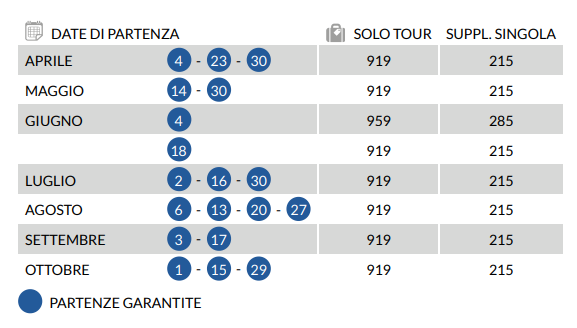 DATE DI PARTENZA SOLO TOUR SUPPL. SINGOLA
APRILE 4 - 23 - 30 919 215
MAGGIO 14 - 30 919 215
GIUGNO 4 959 285
18 919 215
LUGLIO 2 - 16 - 30 919 215
AGOSTO 6 - 13 - 20 - 27 919 215
SETTEMBRE 3 - 17 919 215
OTTOBRE 1 - 15 - 29 919 215
PARTENZE GARANTITE